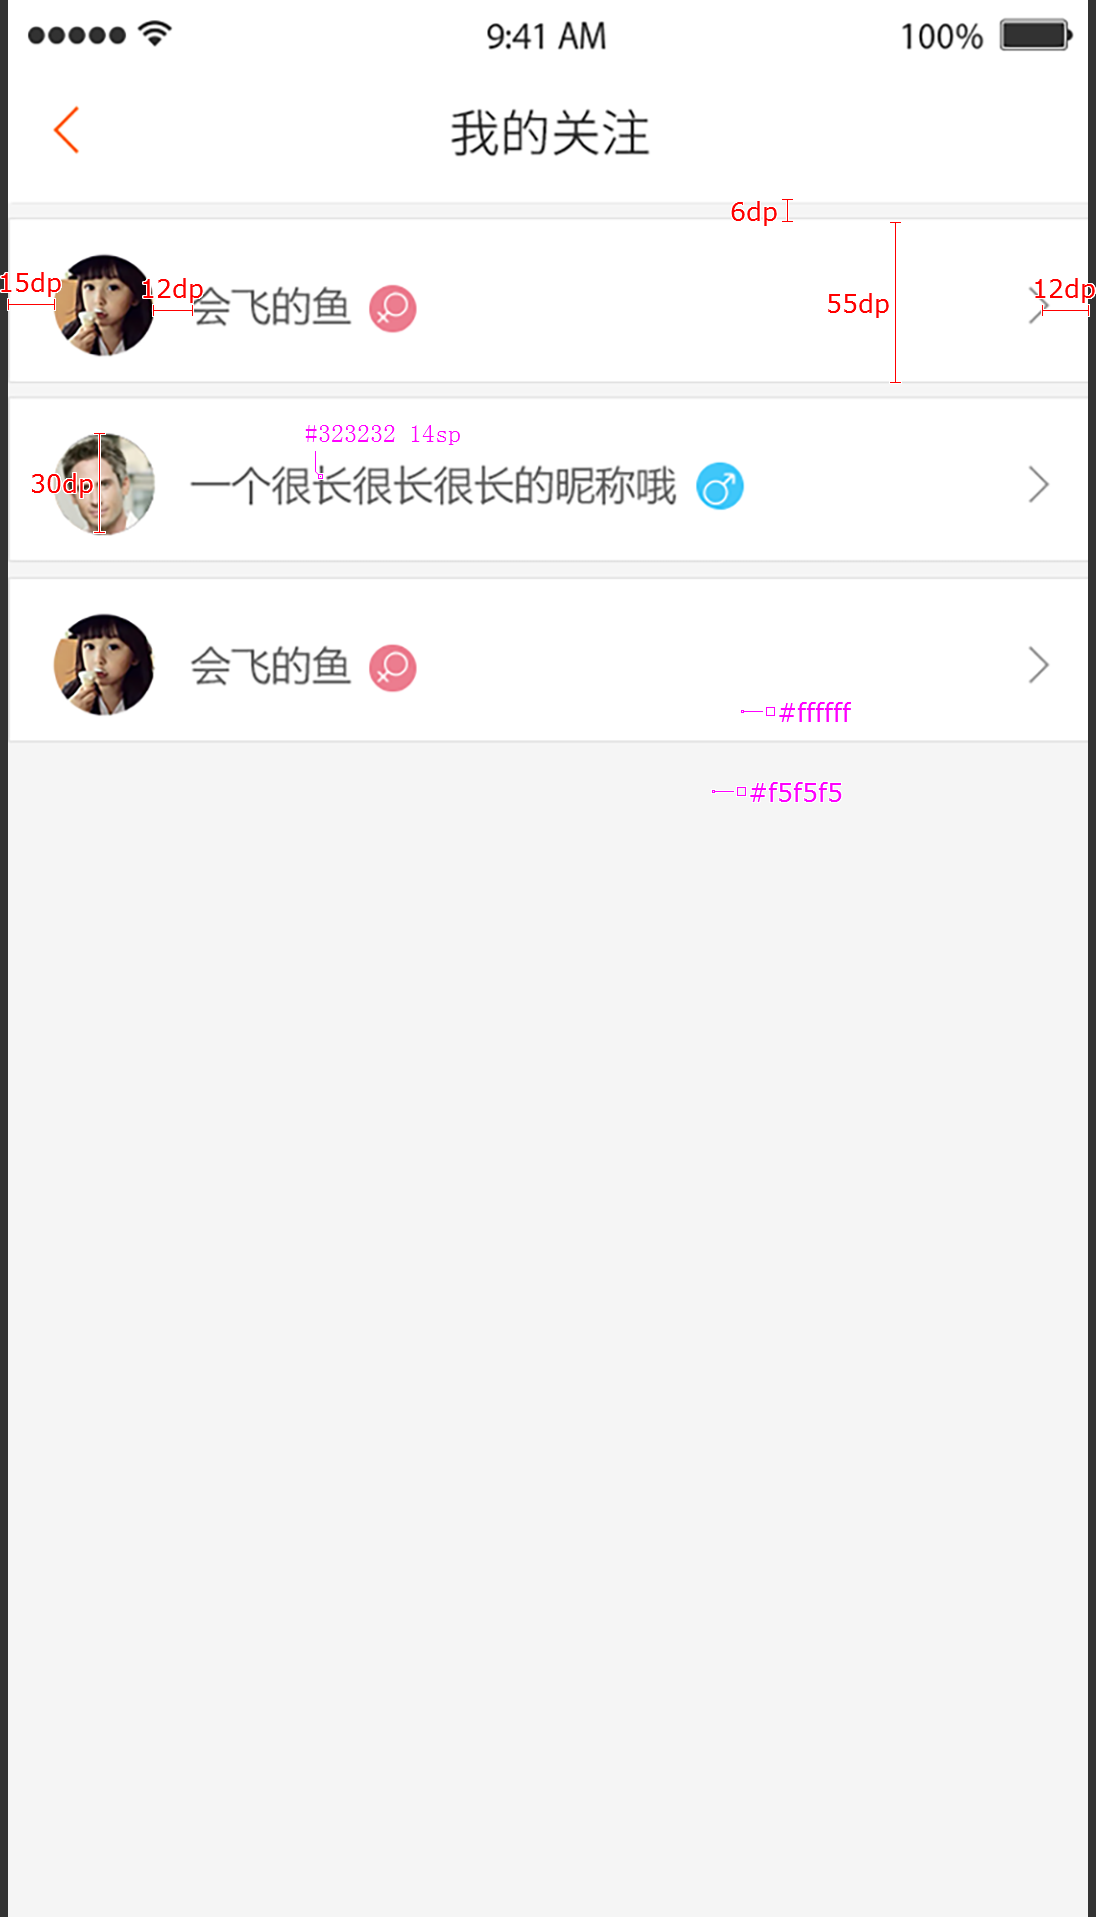 9:41 AM
100%
我的关注
6dp
15dp
12dp
会飞的鱼
55dp
12dp
#323232 14sp
30dp
一个很长很长很长的昵称哦
会飞的鱼
#ffffff
#f5f5f5